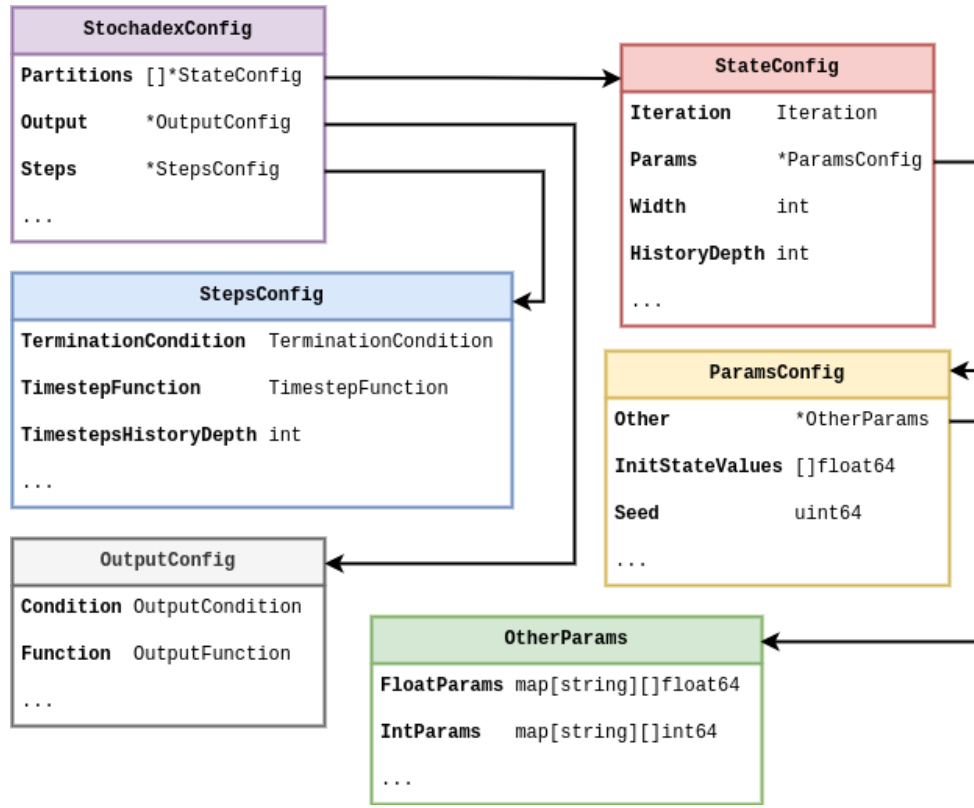 StochadexConfig
Partitions []*StateConfig
Output *OutputConfig
Steps *StepsConfig
...
StateConfig
Iteration Iteration
Params *ParamsConfig
Width int
HistoryDepth int
...
StepsConfig
TerminationCondition TerminationCondition
TimestepFunction TimestepFunction
TimestepsHistoryDepth int
...
ParamsConfig
Other *OtherParams
InitStateValues []float64
Seed uint64
...
OutputConfig
Condition OutputCondition
Function OutputFunction
...
OtherParams
FloatParams map[string][]float64
IntParams map[string][]int64
...